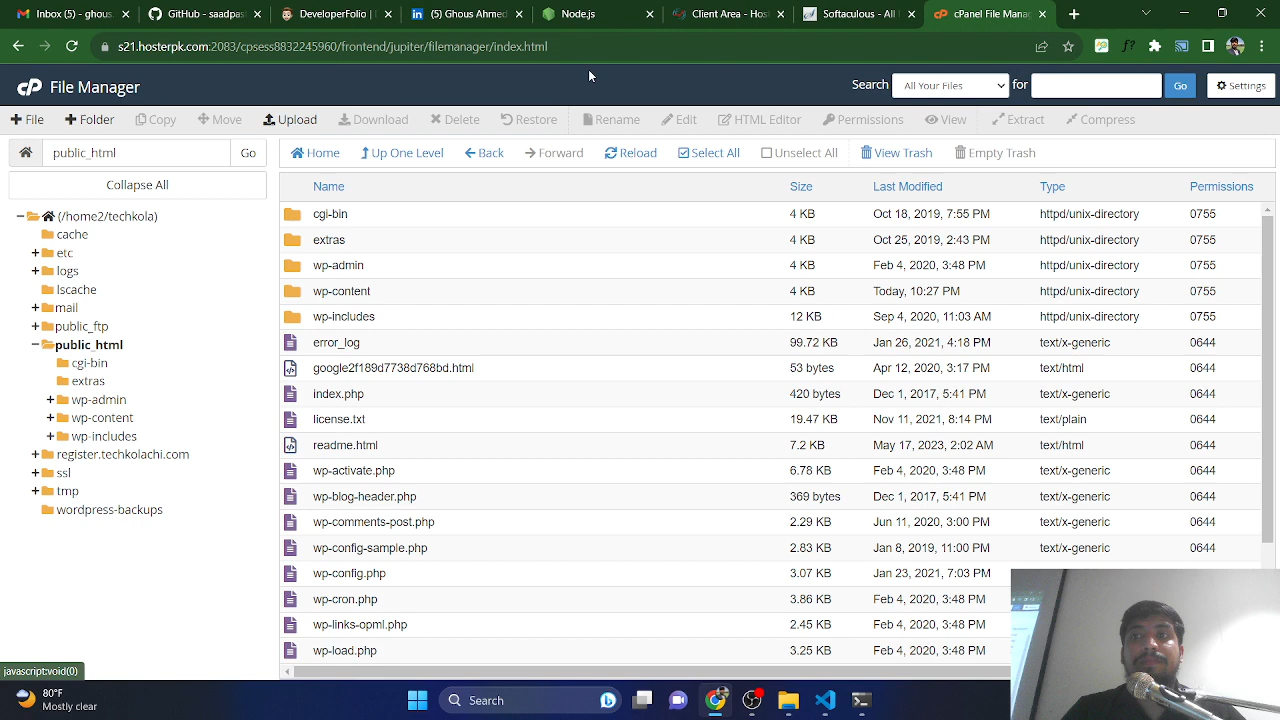 Inbox (5) - ghous.
GitHub - saadpas
DeveloperFolio | G
(5) Ghous Ahmed
Node.js
Client Area - Host
Softaculous - All I
cPanel File Manag
s21.hosterpk.com:2083/cpsess8832245960/frontend/jupiter/filemanager/index.html
cP File Manager
Search All Your Files for Go Settings
File Folder Copy Move Upload Download Delete Restore Rename Edit HTML Editor Permissions View Extract Compress
public_html Go Home Up One Level Back Forward Reload Select All Unselect All View Trash Empty Trash
Collapse All
(/home2/techkola)
cache
etc
logs
lscache
mail
public_ftp
public_html
cgi-bin
extras
wp-admin
wp-content
wp-includes
register.techkolachi.com
ssl
tmp
wordpress-backups
Name Size Last Modified Type Permissions
cgi-bin 4 KB Oct 18, 2019, 7:55 PM httpd/unix-directory 0755
extras 4 KB Oct 25, 2019, 2:43 PM httpd/unix-directory 0755
wp-admin 4 KB Feb 4, 2020, 3:48 PM httpd/unix-directory 0755
wp-content 4 KB Today, 10:27 PM httpd/unix-directory 0755
wp-includes 12 KB Sep 4, 2020, 11:03 AM httpd/unix-directory 0755
error_log 99.72 KB Jan 26, 2021, 4:18 PM text/x-generic 0644
google2f189d7738d768bd.html 53 bytes Apr 12, 2020, 3:17 PM text/html 0644
index.php 420 bytes Dec 1, 2017, 5:41 PM text/x-generic 0644
license.txt 19.47 KB Nov 11, 2021, 8:14 PM text/plain 0644
readme.html 7.2 KB May 17, 2023, 2:02 AM text/html 0644
wp-activate.php 6.78 KB Feb 4, 2020, 3:48 PM text/x-generic 0644
wp-blog-header.php 369 bytes Dec 1, 2017, 5:41 PM text/x-generic 0644
wp-comments-post.php 2.29 KB Jun 11, 2020, 3:00 PM text/x-generic 0644
wp-config-sample.php 2.83 KB Jan 8, 2019, 11:00 PM text/x-generic 0644
wp-config.php 3.07 KB Jan 23, 2021, 7:03 PM
wp-cron.php 3.86 KB Feb 4, 2020, 3:48 PM
wp-links-opml.php 2.45 KB Feb 4, 2020, 3:48 PM
wp-load.php 3.25 KB Feb 4, 2020, 3:48 PM
javascript:void(0)
80°F
Mostly clear
Search